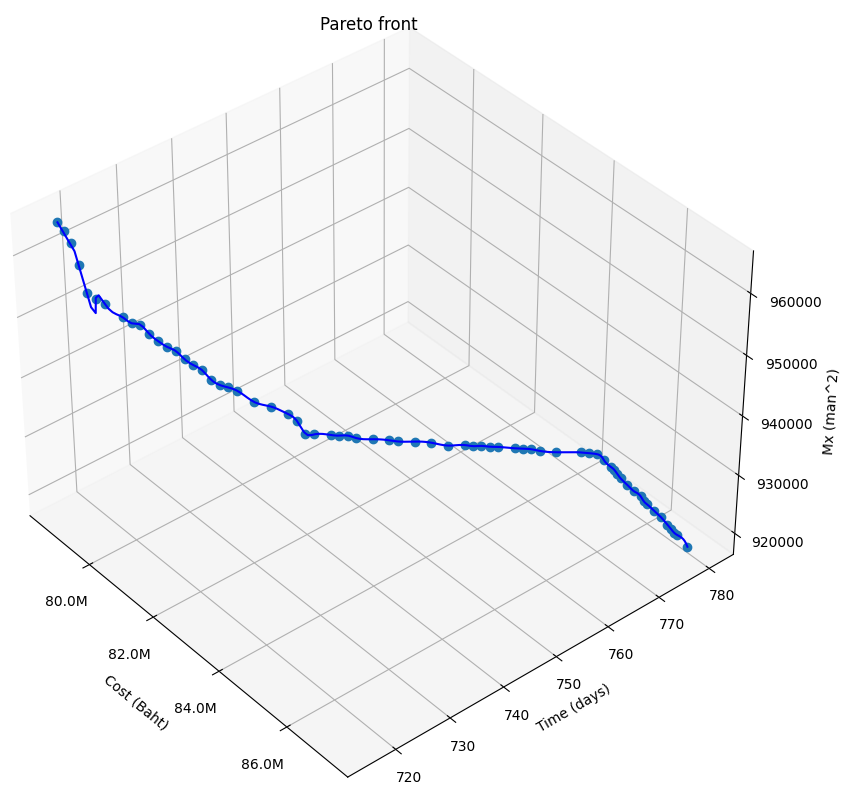 Pareto front
960000
950000
940000
930000
920000
Mx (man^2)
80.0M
82.0M
84.0M
86.0M
Cost (Baht)
720
730
740
750
760
770
780
Time (days)